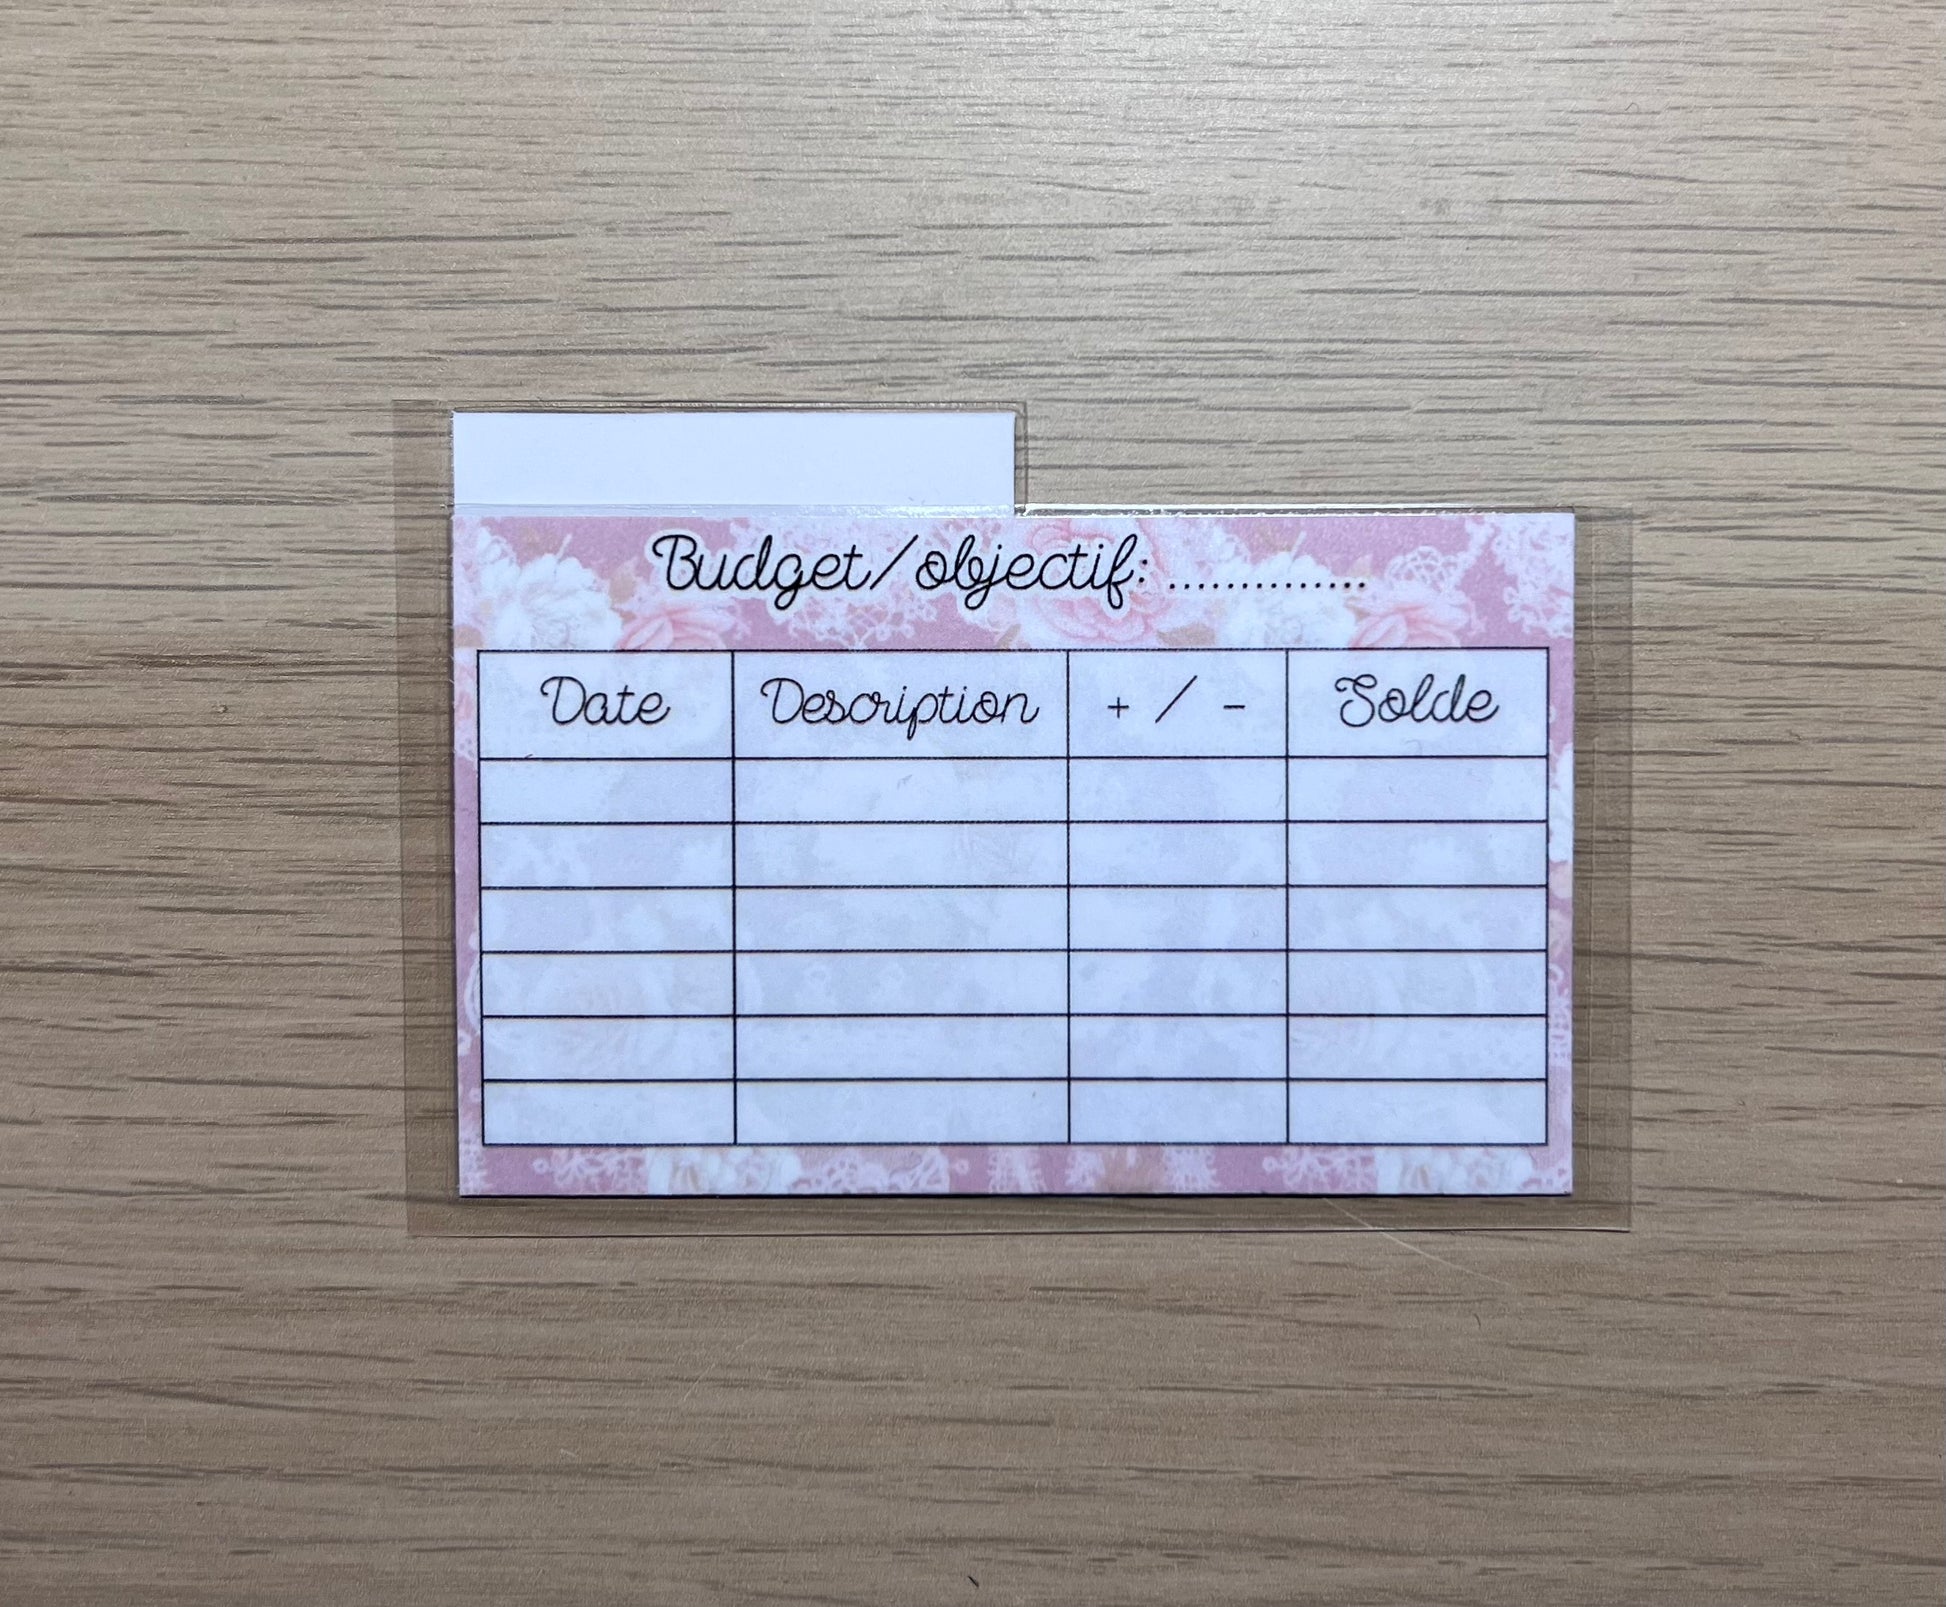 Budget/objectif: ..............
Date Description + / - Solde